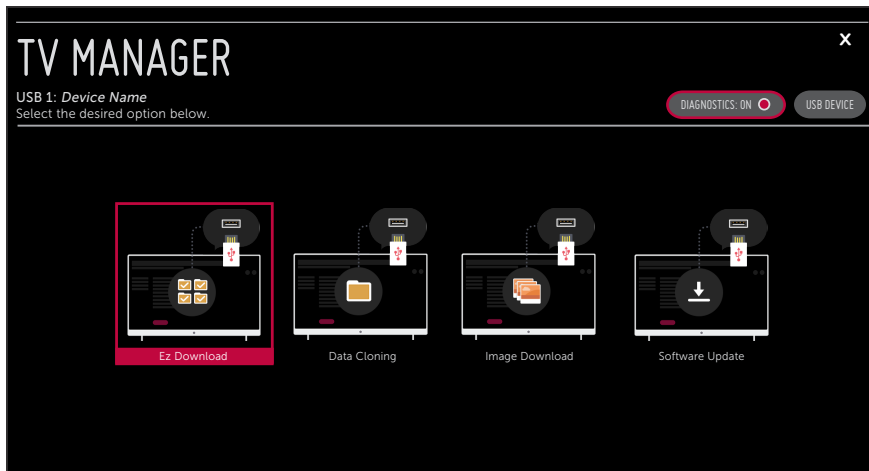 TV MANAGER
X
USB 1: Device Name
Select the desired option below.
DIAGNOSTICS: ON
USB DEVICE
Ez Download
Data Cloning
Image Download
Software Update